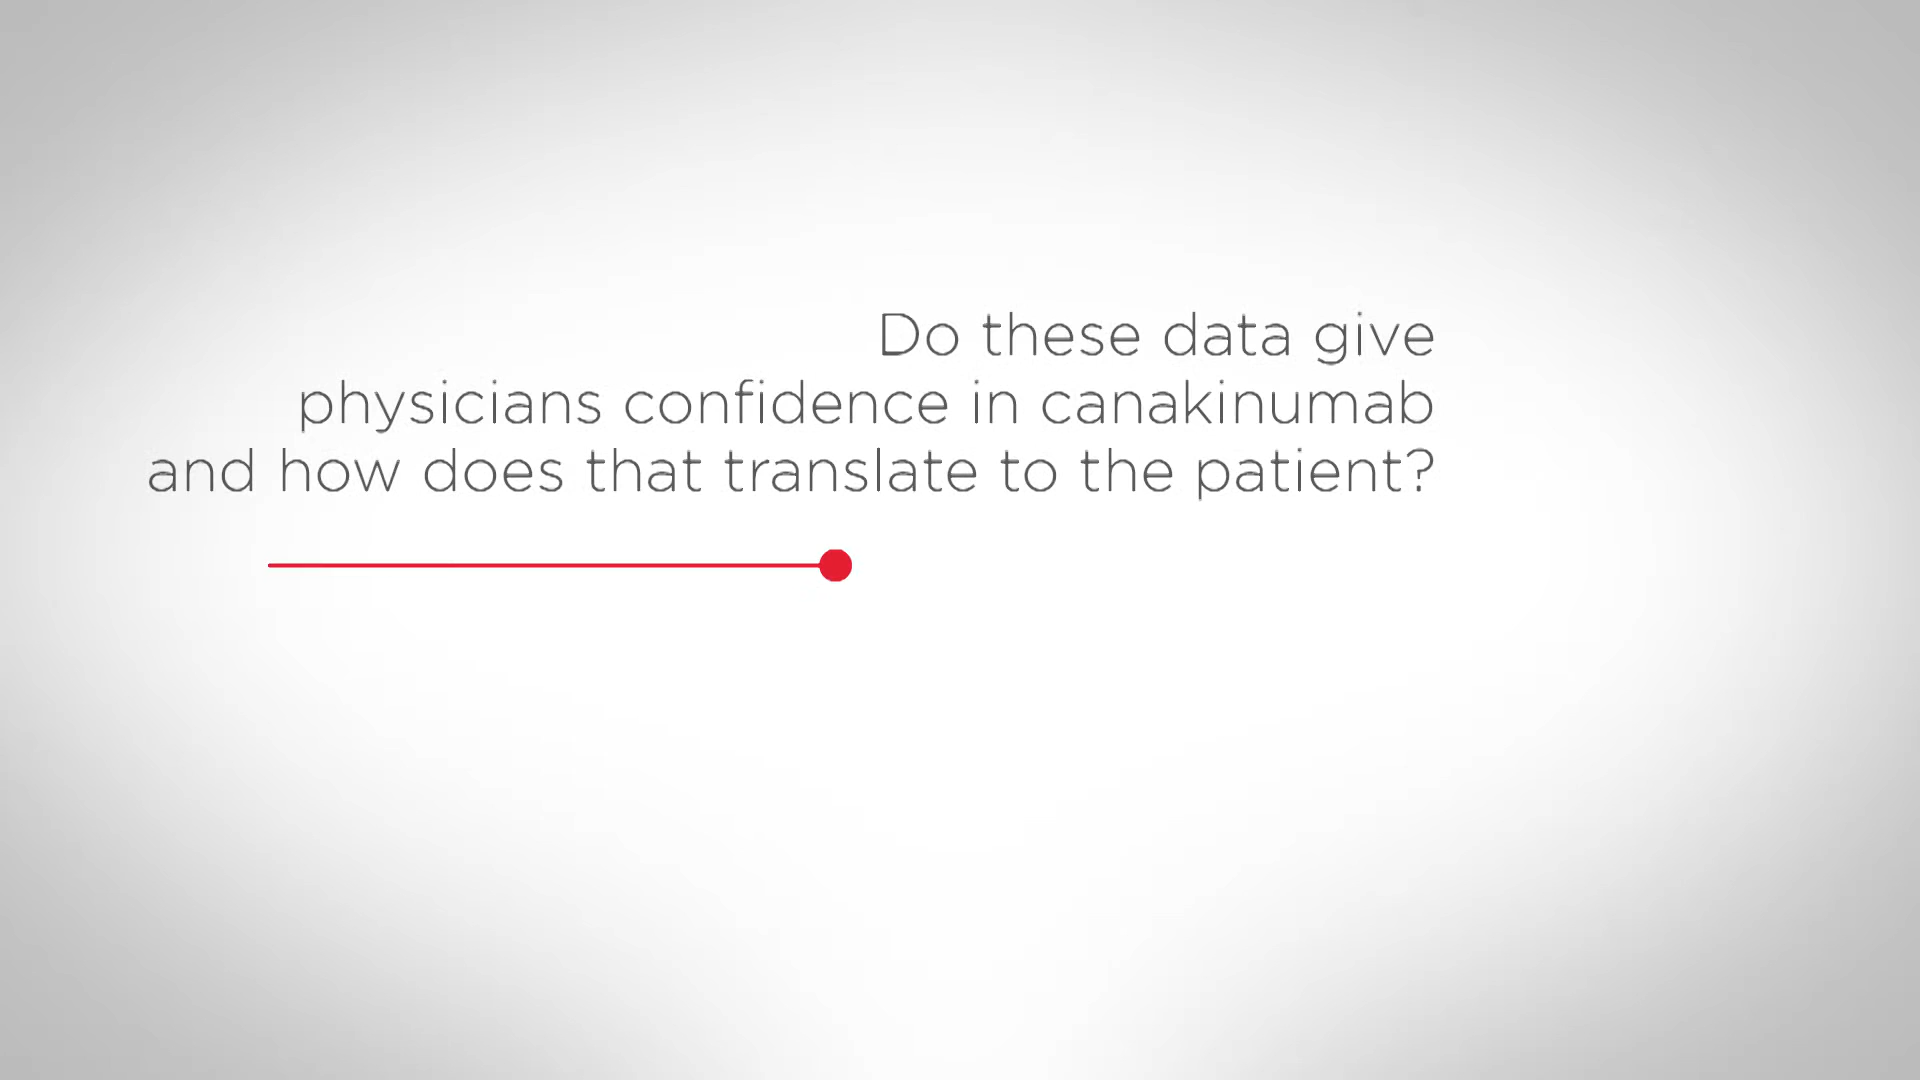 Do these data give
physicians confidence in canakinumab
and how does that translate to the patient?